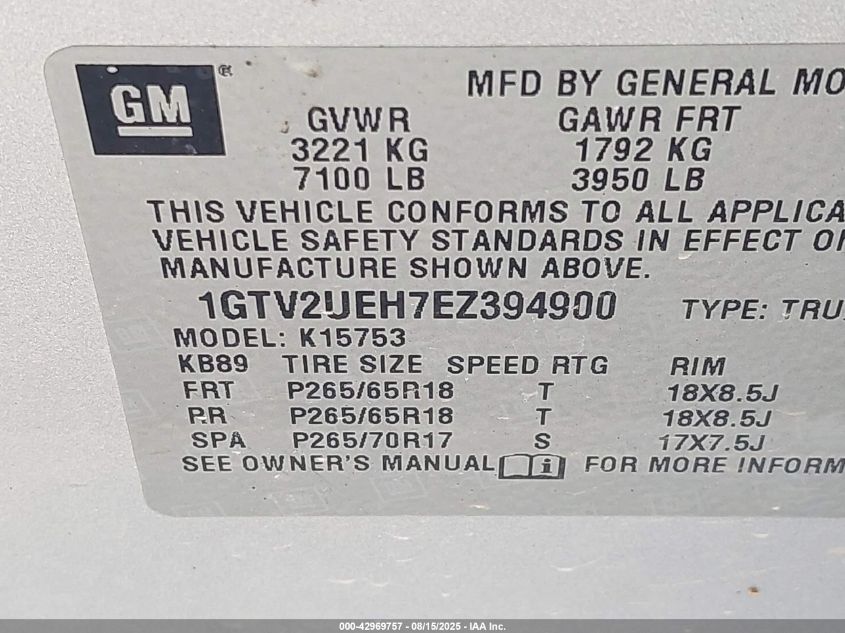 GM ®
MFD BY GENERAL MO
GVWR GAWR FRT
3221 KG 1792 KG
7100 LB 3950 LB
THIS VEHICLE CONFORMS TO ALL APPLICA
VEHICLE SAFETY STANDARDS IN EFFECT ON
MANUFACTURE SHOWN ABOVE.
1GTV2UEH7EZ394900 TYPE: TRU
MODEL: K15753
KB89 TIRE SIZE SPEED RTG RIM
FRT P265/65R18 T 18X8.5J
RR P265/65R18 T 18X8.5J
SPA P265/70R17 S 17X7.5J
SEE OWNER'S MANUAL i FOR MORE INFORM
000-42969757 - 08/15/2025 - IAA Inc.